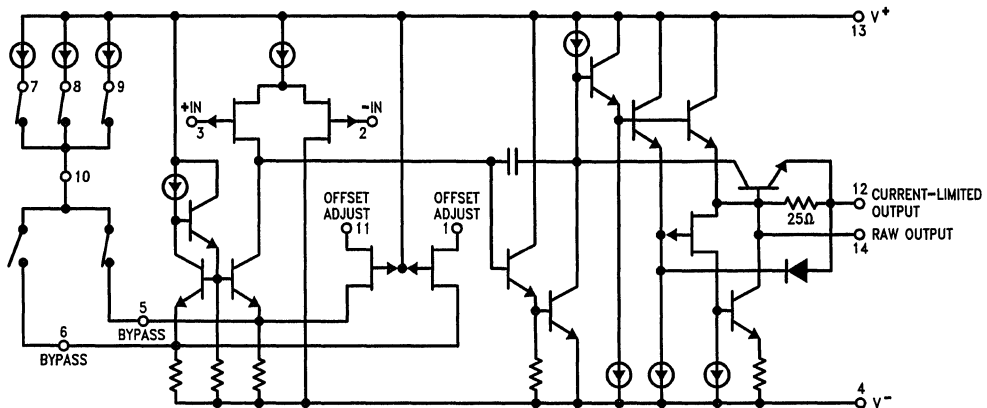 V+
13
7
8
9
+IN
3
-IN
2
10
OFFSET
ADJUST
11
OFFSET
ADJUST
1
12
CURRENT-LIMITED
OUTPUT
25Ω
RAW OUTPUT
14
5
BYPASS
6
BYPASS
4
V-